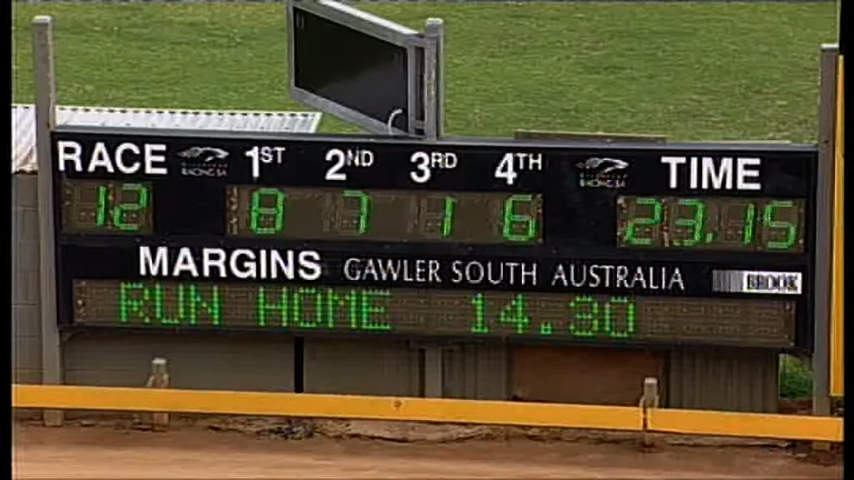 RACE 1ST 2ND 3RD 4TH TIME
12 8 7 1 6 23.15
MARGINS GAWLER SOUTH AUSTRALIA BROOK
RUN HOME 14.30